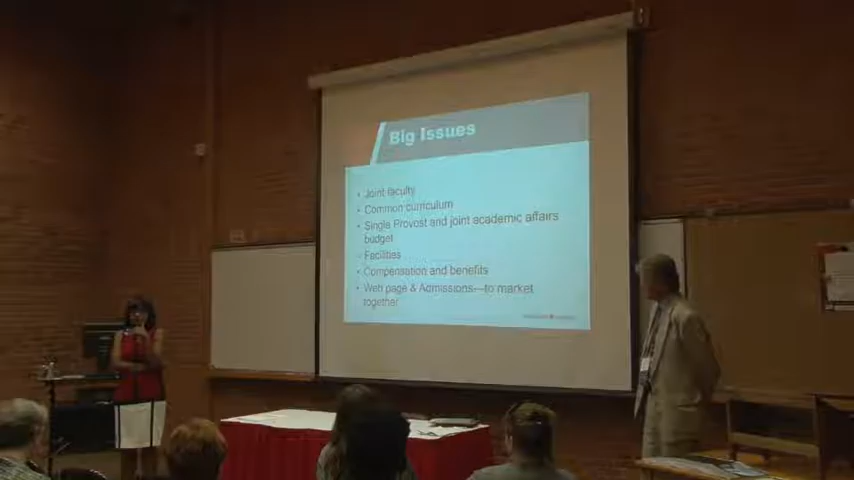 Big Issues
• Joint faculty
• Common curriculum
• Single Provost and joint academic affairs
budget
• Facilities
• Compensation and benefits
• Web page & Admissions---to market
together